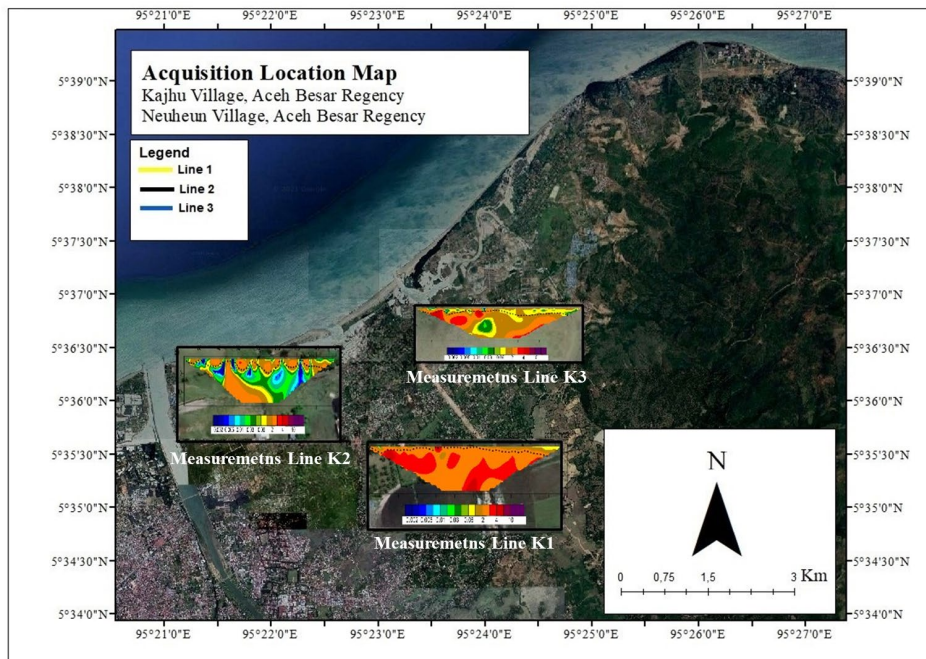 95°21'0"E 95°22'0"E 95°23'0"E 95°24'0"E 95°25'0"E 95°26'0"E 95°27'0"E
Acquisition Location Map
Kajhu Village, Aceh Besar Regency
Neuheun Village, Aceh Besar Regency
Legend
Line 1
Line 2
Line 3
5°39'0"N 5°39'0"N
5°38'30"N 5°38'30"N
5°38'0"N 5°38'0"N
5°37'30"N 5°37'30"N
5°37'0"N 5°37'0"N
5°36'30"N 5°36'30"N
5°36'0"N 5°36'0"N
5°35'30"N 5°35'30"N
5°35'0"N 5°35'0"N
5°34'30"N 5°34'30"N
5°34'0"N 5°34'0"N
Measuremetns Line K3
Measuremetns Line K2
Measuremetns Line K1
N
0 0,75 1,5 3 Km
95°21'0"E 95°22'0"E 95°23'0"E 95°24'0"E 95°25'0"E 95°26'0"E 95°27'0"E